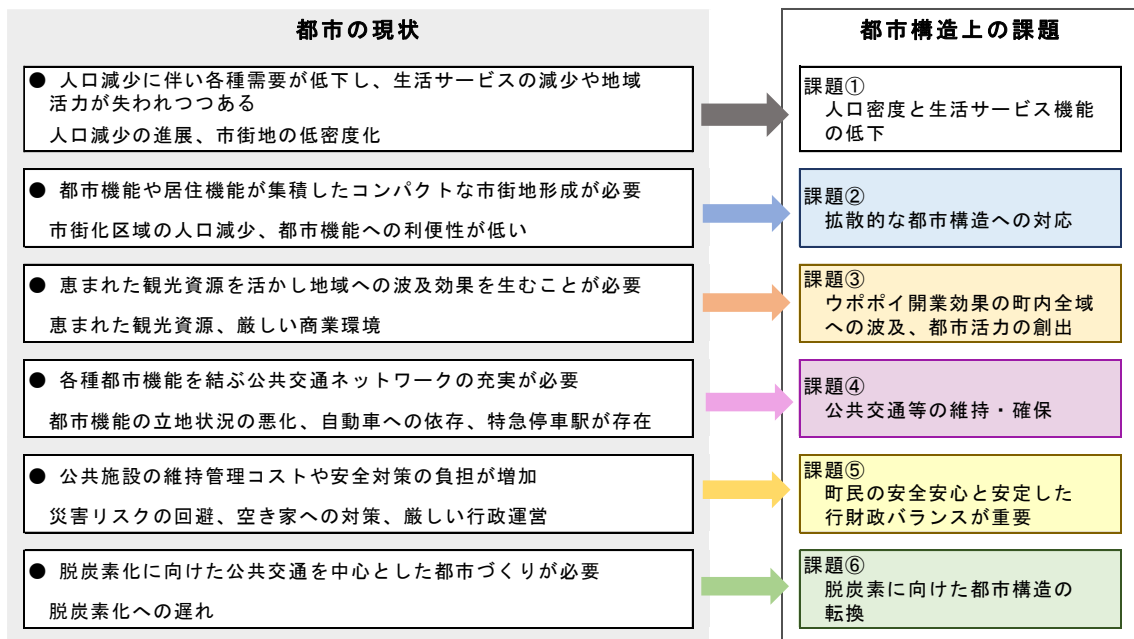 都市の現状
都市構造上の課題
● 人口減少に伴い各種需要が低下し、生活サービスの減少や地域
活力が失われつつある
人口減少の進展、市街地の低密度化
課題①
人口密度と生活サービス機能
の低下
● 都市機能や居住機能が集積したコンパクトな市街地形成が必要
市街化区域の人口減少、都市機能への利便性が低い
課題②
拡散的な都市構造への対応
● 恵まれた観光資源を活かし地域への波及効果を生むことが必要
恵まれた観光資源、厳しい商業環境
課題③
ウポポイ開業効果の町内全域
への波及、都市活力の創出
● 各種都市機能を結ぶ公共交通ネットワークの充実が必要
都市機能の立地状況の悪化、自動車への依存、特急停車駅が存在
課題④
公共交通等の維持・確保
● 公共施設の維持管理コストや安全対策の負担が増加
災害リスクの回避、空き家への対策、厳しい行政運営
課題⑤
町民の安全安心と安定した
行財政バランスが重要
● 脱炭素化に向けた公共交通を中心とした都市づくりが必要
脱炭素化への遅れ
課題⑥
脱炭素に向けた都市構造の
転換